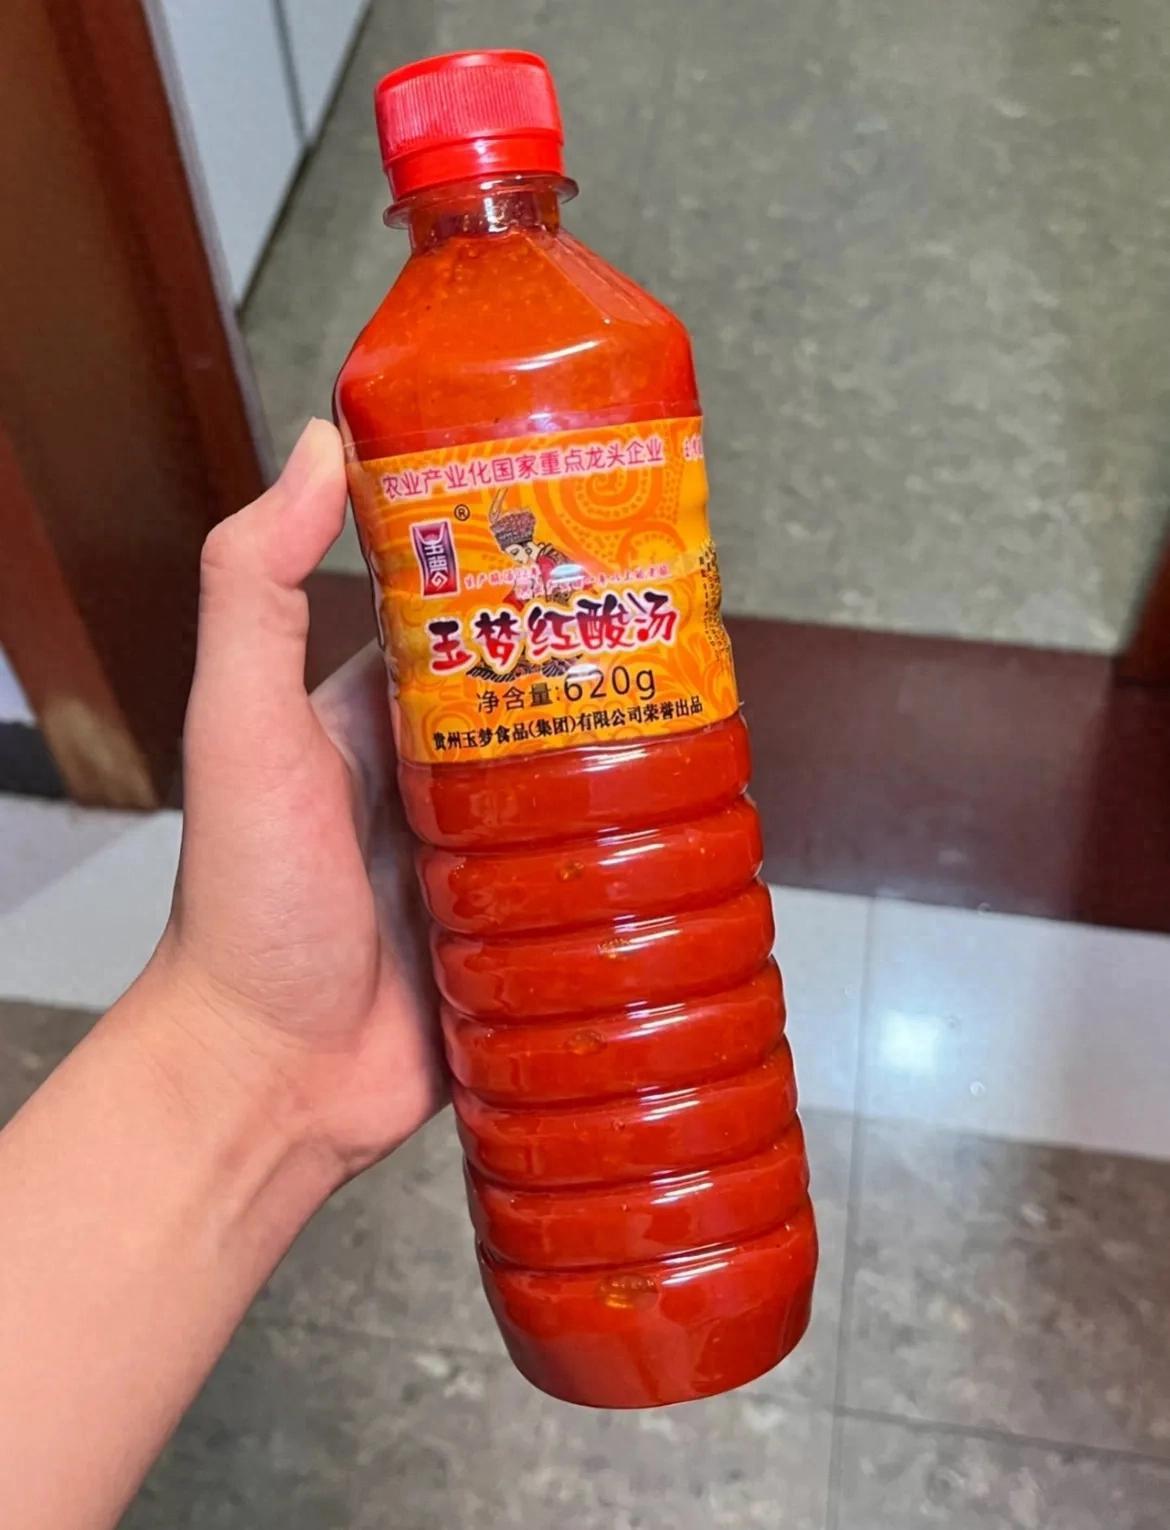 农业产业化国家重点龙头企业
®
玉梦
玉梦红酸汤
净含量:620g
贵州玉梦食品(集团)有限公司荣誉出品